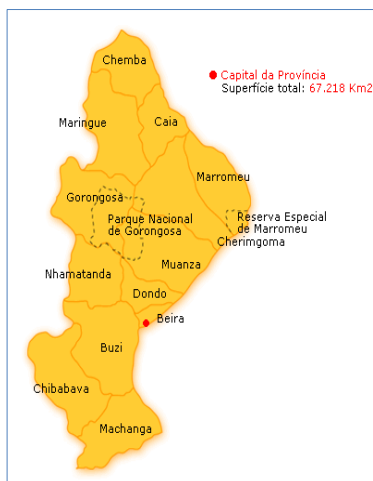 Chemba
Capital da Província
Superfície total: 67.218 Km2
Maringue
Caia
Marromeu
Gorongosa
Parque Nacional
de Gorongosa
Reserva Especial
de Marromeu
Cherimgoma
Muanza
Nhamatanda
Dondo
Beira
Buzi
Chibabava
Machanga